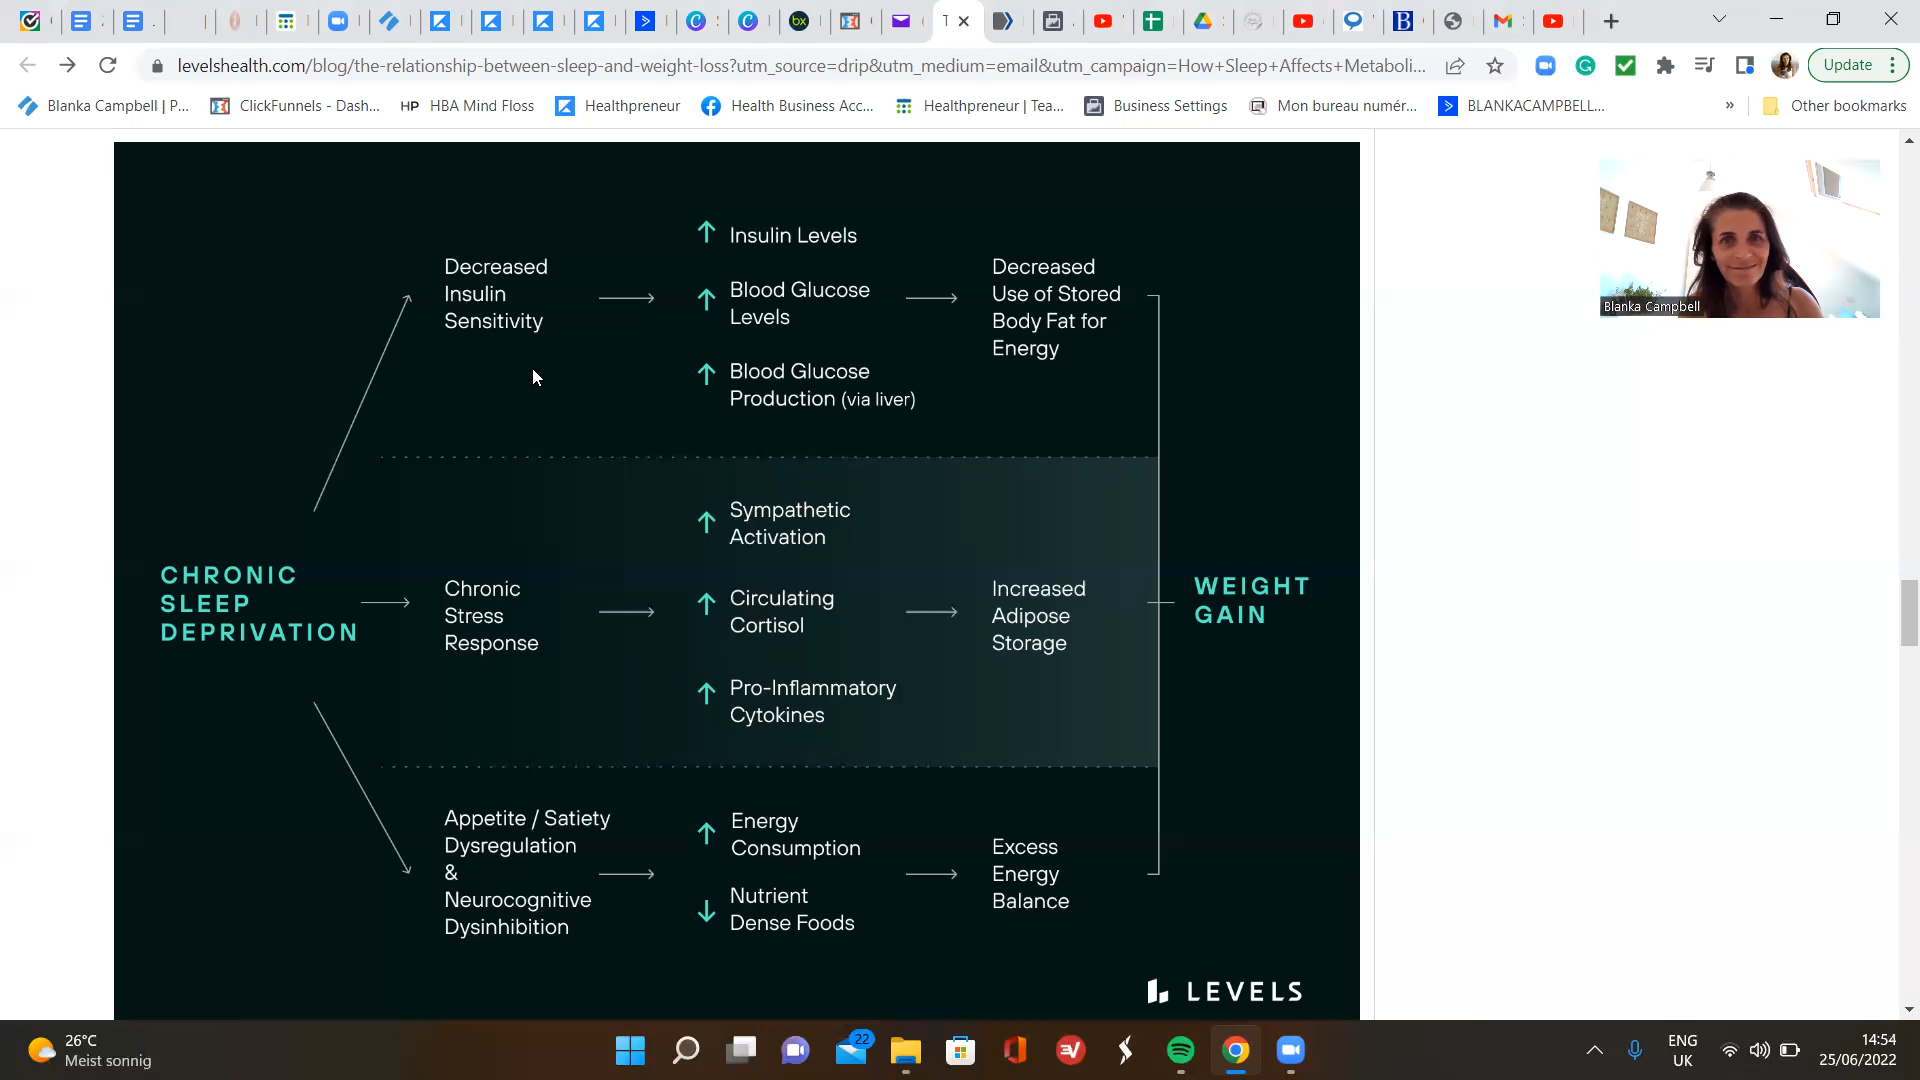 levelshealth.com/blog/the-relationship-between-sleep-and-weight-loss?utm_source=drip&utm_medium=email&utm_campaign=How+Sleep+Affects+Metaboli...
Update
Blanka Campbell | P...
ClickFunnels - Dash...
HP HBA Mind Floss
Healthpreneur
Health Business Acc...
Healthpreneur | Tea...
Business Settings
Mon bureau numér...
BLANKACAMPBELL...
»
Other bookmarks
CHRONIC
SLEEP
DEPRIVATION
Decreased
Insulin
Sensitivity
Insulin Levels
Blood Glucose
Levels
Blood Glucose
Production (via liver)
Decreased
Use of Stored
Body Fat for
Energy
Chronic
Stress
Response
Sympathetic
Activation
Circulating
Cortisol
Pro-Inflammatory
Cytokines
Increased
Adipose
Storage
Appetite / Satiety
Dysregulation
&
Neurocognitive
Dysinhibition
Energy
Consumption
Nutrient
Dense Foods
Excess
Energy
Balance
WEIGHT
GAIN
LEVELS
Blanka Campbell
26°C
Meist sonnig
22
ENG
UK
14:54
25/06/2022